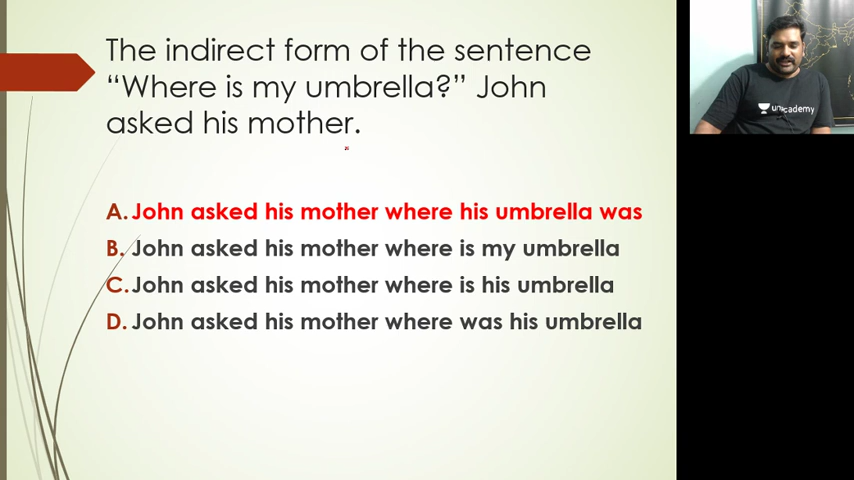 The indirect form of the sentence
“Where is my umbrella?” John
asked his mother.
A. John asked his mother where his umbrella was
B. John asked his mother where is my umbrella
C. John asked his mother where is his umbrella
D. John asked his mother where was his umbrella
unacademy